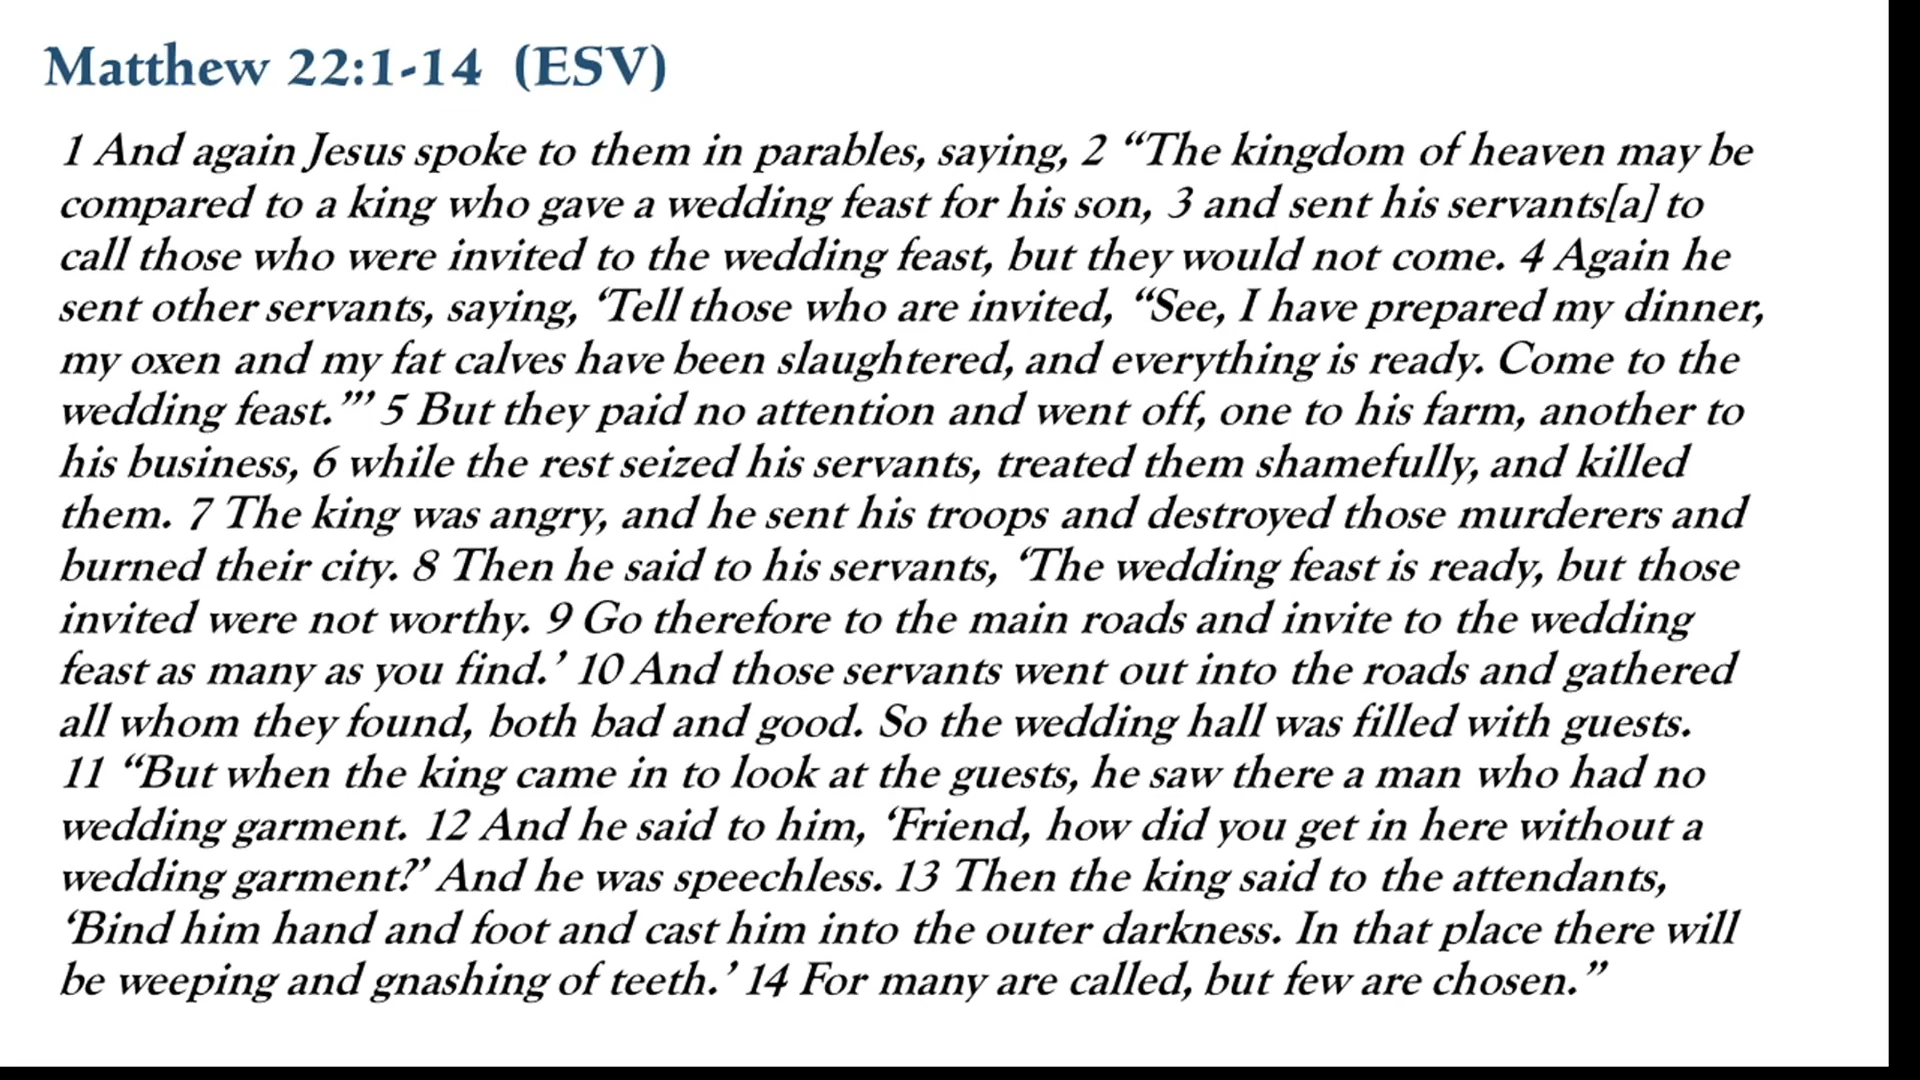 Matthew 22:1-14 (ESV)
1 And again Jesus spoke to them in parables, saying, 2 “The kingdom of heaven may be
compared to a king who gave a wedding feast for his son, 3 and sent his servants[a] to
call those who were invited to the wedding feast, but they would not come. 4 Again he
sent other servants, saying, ‘Tell those who are invited, “See, I have prepared my dinner,
my oxen and my fat calves have been slaughtered, and everything is ready. Come to the
wedding feast.”’ 5 But they paid no attention and went off, one to his farm, another to
his business, 6 while the rest seized his servants, treated them shamefully, and killed
them. 7 The king was angry, and he sent his troops and destroyed those murderers and
burned their city. 8 Then he said to his servants, ‘The wedding feast is ready, but those
invited were not worthy. 9 Go therefore to the main roads and invite to the wedding
feast as many as you find.’ 10 And those servants went out into the roads and gathered
all whom they found, both bad and good. So the wedding hall was filled with guests.
11 “But when the king came in to look at the guests, he saw there a man who had no
wedding garment. 12 And he said to him, ‘Friend, how did you get in here without a
wedding garment?’ And he was speechless. 13 Then the king said to the attendants,
‘Bind him hand and foot and cast him into the outer darkness. In that place there will
be weeping and gnashing of teeth.’ 14 For many are called, but few are chosen.”